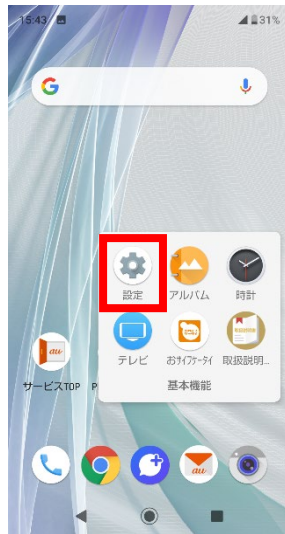 15:43
31%
G
設定
アルバム
時計
テレビ
おサイフケータイ
取扱説明...
基本機能
au
サービスTOP
P
au